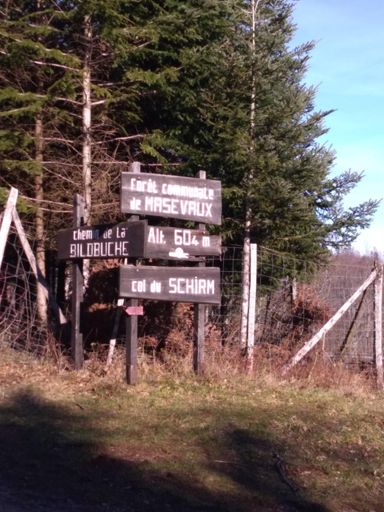 Forêt communale
de MASEVAUX
chemin de la
BILDBUCHE
Alt. 604 m
col du SCHIRM